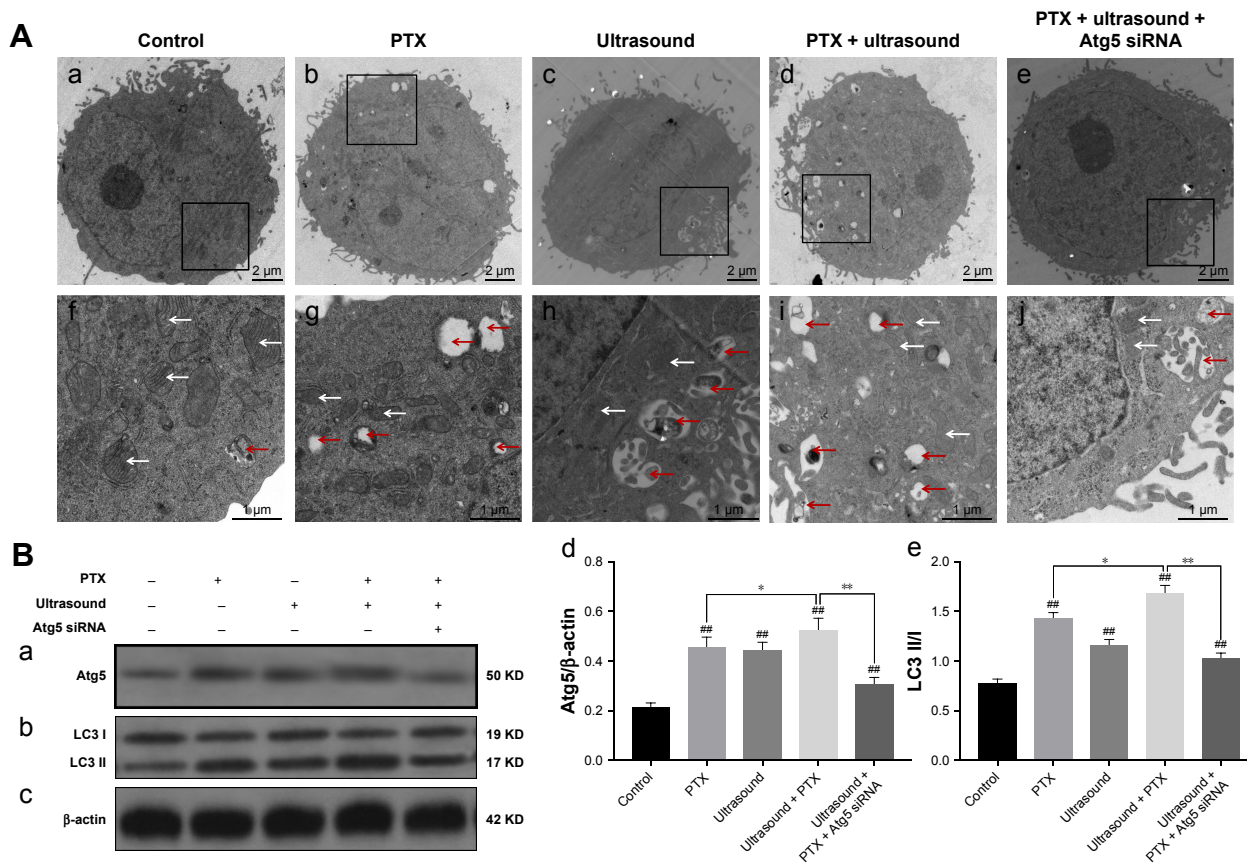 A
Control
PTX
Ultrasound
PTX + ultrasound
PTX + ultrasound +
Atg5 siRNA
a
2 µm
b
2 µm
c
2 µm
d
2 µm
e
2 µm
f
1 µm
g
1 µm
h
1 µm
i
1 µm
j
1 µm
B
PTX – + – + +
Ultrasound – – + + +
Atg5 siRNA – – – – +
a
Atg5 50 KD
b
LC3 I 19 KD
LC3 II 17 KD
c
β-actin 42 KD
d
Atg5/β-actin
0.8
0.6
0.4
0.2
0.0
##
##
##
##
*
**
Control
PTX
Ultrasound
Ultrasound + PTX
Ultrasound +
PTX + Atg5 siRNA
e
LC3 II/I
2.0
1.5
1.0
0.5
0.0
##
##
##
##
*
**
Control
PTX
Ultrasound
Ultrasound + PTX
Ultrasound +
PTX + Atg5 siRNA